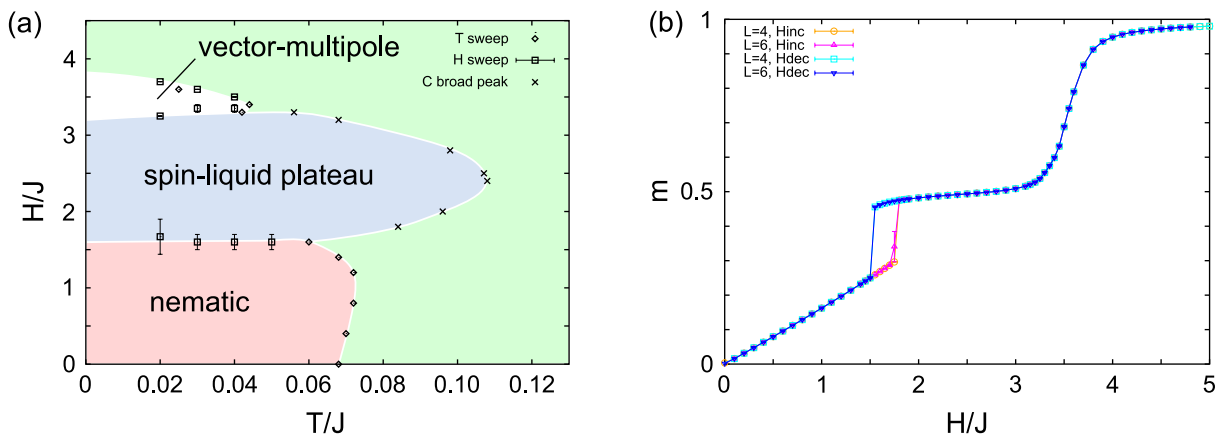 (a)
vector-multipole
T sweep
H sweep
C broad peak
spin-liquid plateau
nematic
H/J
4
3
2
1
0
0 0.02 0.04 0.06 0.08 0.10 0.12
T/J
(b)
L=4, Hinc
L=6, Hinc
L=4, Hdec
L=6, Hdec
m
1
0.5
0
0 1 2 3 4 5
H/J